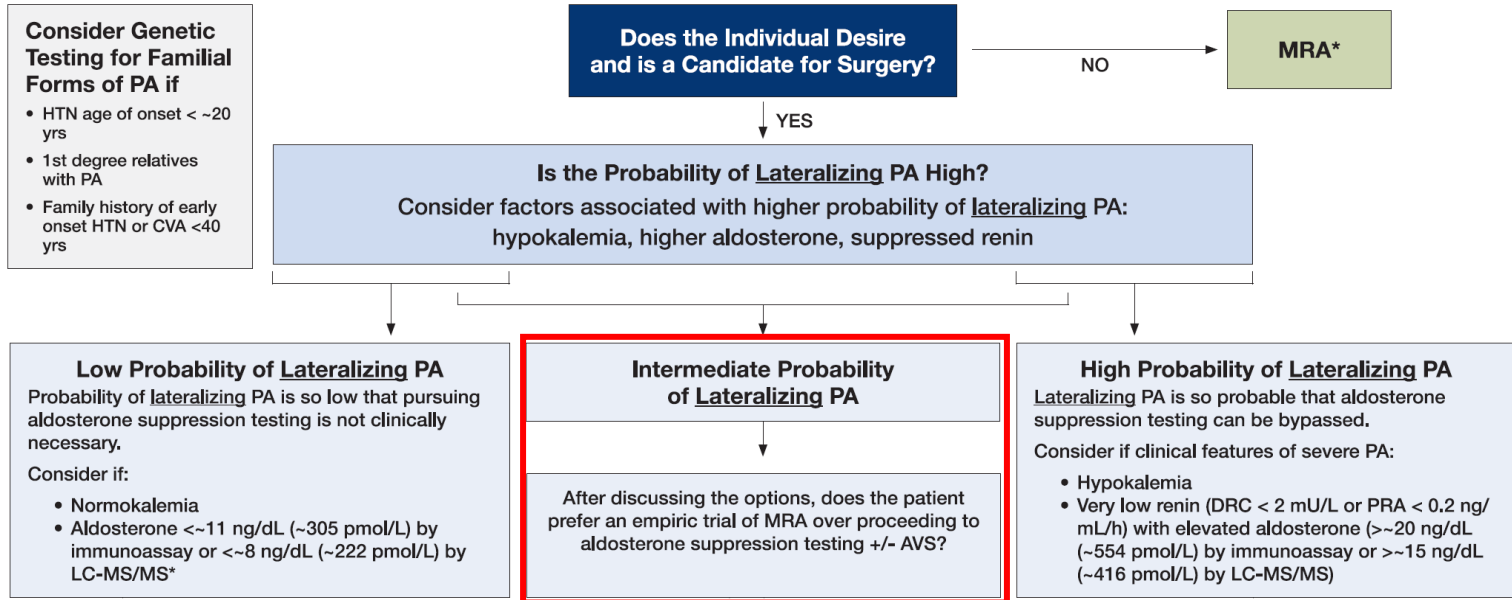 Consider Genetic
Testing for Familial
Forms of PA if
• HTN age of onset < ~20
yrs
• 1st degree relatives
with PA
• Family history of early
onset HTN or CVA <40
yrs
Does the Individual Desire
and is a Candidate for Surgery?
NO
MRA*
YES
Is the Probability of Lateralizing PA High?
Consider factors associated with higher probability of lateralizing PA:
hypokalemia, higher aldosterone, suppressed renin
Low Probability of Lateralizing PA
Probability of lateralizing PA is so low that pursuing
aldosterone suppression testing is not clinically
necessary.
Consider if:
• Normokalemia
• Aldosterone <~11 ng/dL (~305 pmol/L) by
immunoassay or <~8 ng/dL (~222 pmol/L) by
LC-MS/MS*
Intermediate Probability
of Lateralizing PA
After discussing the options, does the patient
prefer an empiric trial of MRA over proceeding to
aldosterone suppression testing +/- AVS?
High Probability of Lateralizing PA
Lateralizing PA is so probable that aldosterone
suppression testing can be bypassed.
Consider if clinical features of severe PA:
• Hypokalemia
• Very low renin (DRC < 2 mU/L or PRA < 0.2 ng/
mL/h) with elevated aldosterone (>~20 ng/dL
(~554 pmol/L) by immunoassay or >~15 ng/dL
(~416 pmol/L) by LC-MS/MS)